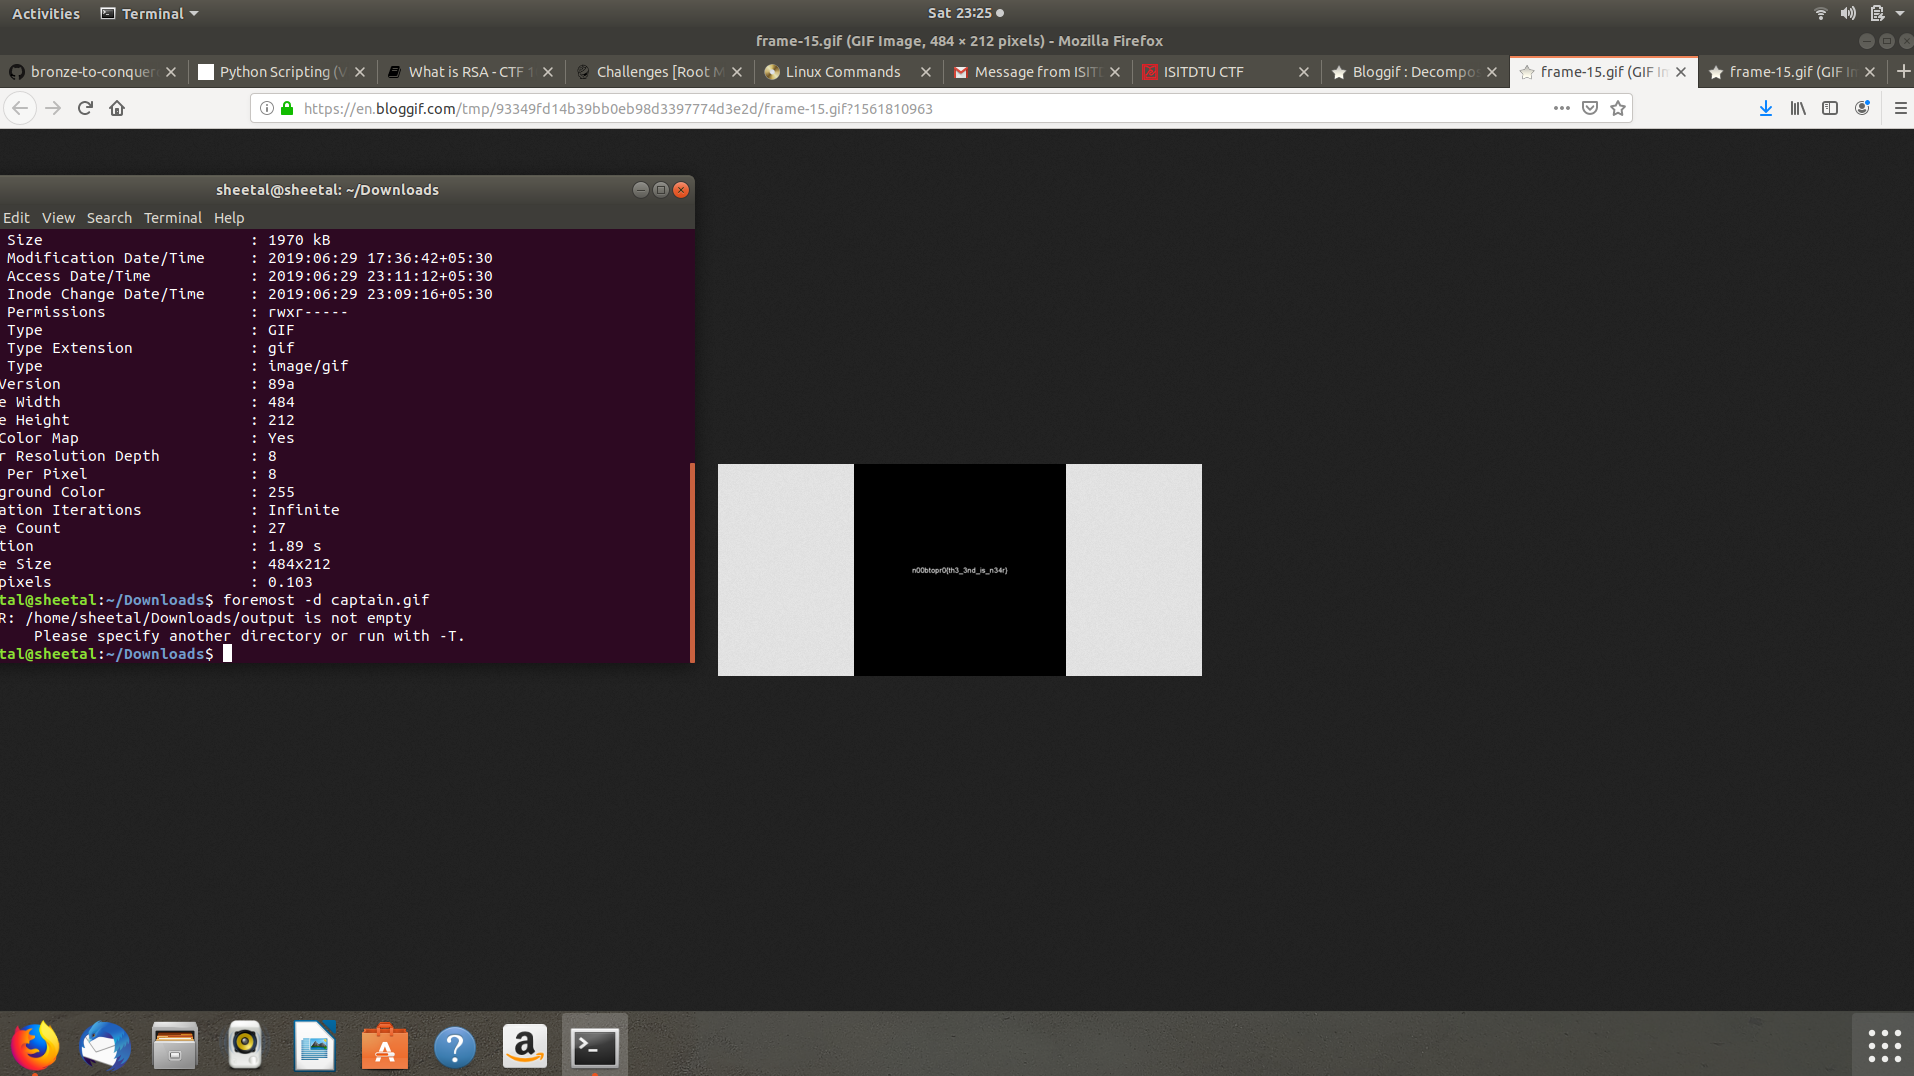 Activities
Terminal
Sat 23:25
frame-15.gif (GIF Image, 484 × 212 pixels) - Mozilla Firefox
bronze-to-conquer
Python Scripting (V
What is RSA - CTF 1
Challenges [Root M
Linux Commands
Message from ISIT
ISITDTU CTF
Bloggif : Decompos
frame-15.gif (GIF In
frame-15.gif (GIF In
https://en.bloggif.com/tmp/93349fd14b39bb0eb98d3397774d3e2d/frame-15.gif?1561810963
sheetal@sheetal: ~/Downloads
Edit View Search Terminal Help
Size : 1970 kB
Modification Date/Time : 2019:06:29 17:36:42+05:30
Access Date/Time : 2019:06:29 23:11:12+05:30
Inode Change Date/Time : 2019:06:29 23:09:16+05:30
Permissions : rwxr-----
Type : GIF
Type Extension : gif
Type : image/gif
Version : 89a
e Width : 484
e Height : 212
Color Map : Yes
r Resolution Depth : 8
Per Pixel : 8
ground Color : 255
ation Iterations : Infinite
e Count : 27
tion : 1.89 s
e Size : 484x212
pixels : 0.103
tal@sheetal:~/Downloads$ foremost -d captain.gif
R: /home/sheetal/Downloads/output is not empty
Please specify another directory or run with -T.
tal@sheetal:~/Downloads$
n00btopr0{th3_3nd_is_n34r}